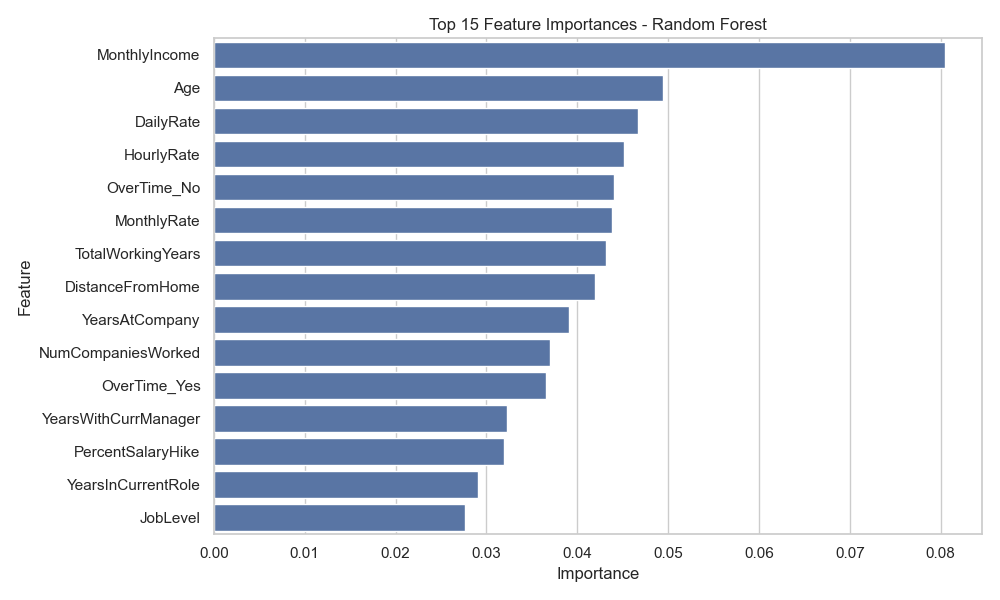 Top 15 Feature Importances - Random Forest
MonthlyIncome
Age
DailyRate
HourlyRate
OverTime_No
MonthlyRate
TotalWorkingYears
DistanceFromHome
YearsAtCompany
NumCompaniesWorked
OverTime_Yes
YearsWithCurrManager
PercentSalaryHike
YearsInCurrentRole
JobLevel
Feature
0.00 0.01 0.02 0.03 0.04 0.05 0.06 0.07 0.08
Importance